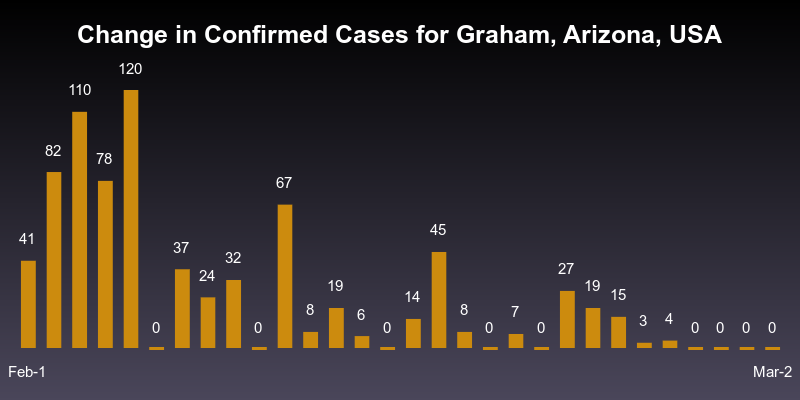 Change in Confirmed Cases for Graham, Arizona, USA
41 82 110 78 120 0 37 24 32 0 67 8 19 6 0 14 45 8 0 7 0 27 19 15 3 4 0 0 0 0
Feb-1 Mar-2